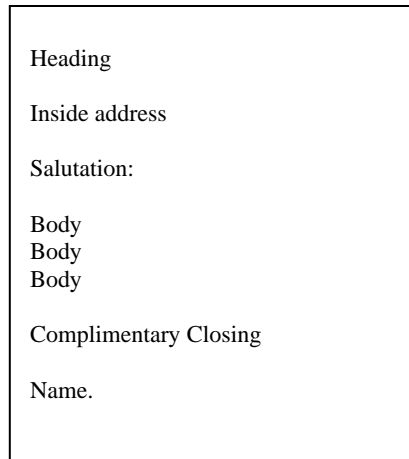 Heading
Inside address
Salutation:
Body
Body
Body
Complimentary Closing
Name.